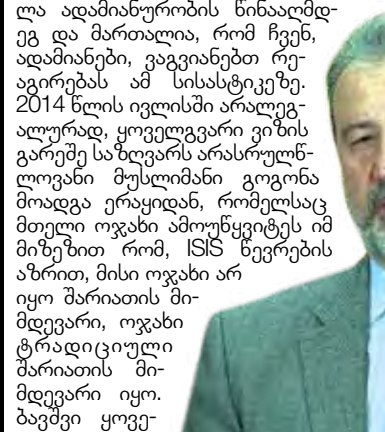 ლა ადამიანურობის წინააღმდ-
ეგ და მართალია, რომ ჩვენ,
ადამიანები, ვაგვიანებთ რე-
აგირებას ამ სისასტიკეზე.
2014 წლის ივლისში არალეგ-
ალურად, ყოველგვარი ვიზის
გარეშე საზღვარს არასრულწ-
ლოვანი მუსლიმანი გოგონა
მოადგა ერაყიდან, რომელსაც
მთელი ოჯახი ამოუწყვიტეს იმ
მიზეზით რომ, ISIS წევრების
აზრით, მისი ოჯახი არ
იყო შარიათის მი-
მდევარი, ოჯახი
ტრადიციული
შარიათის მი-
მდევარი იყო.
ბავშვი ყოვე-